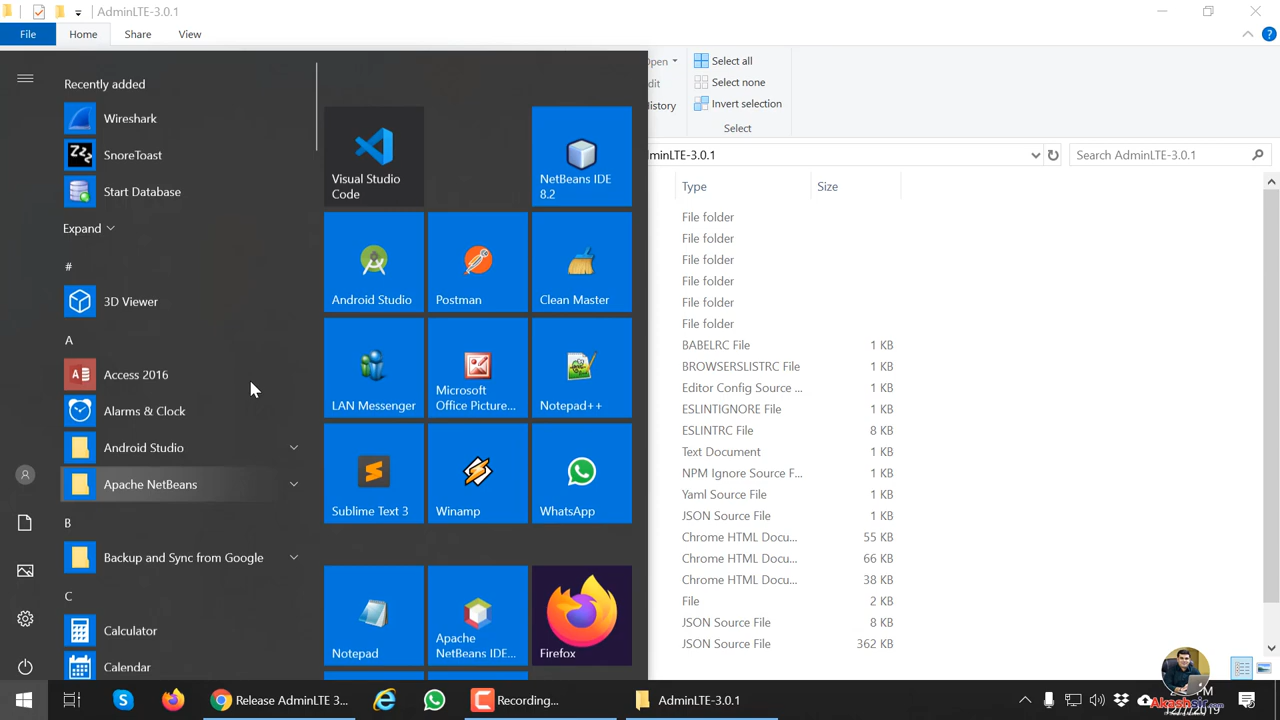 AdminLTE-3.0.1
File Home Share View
Recently added
Wireshark
SnoreToast
Start Database
Expand
#
3D Viewer
A
Access 2016
Alarms & Clock
Android Studio
Apache NetBeans
B
Backup and Sync from Google
C
Calculator
Calendar
Visual Studio
Code
NetBeans IDE
8.2
Android Studio
Postman
Clean Master
LAN Messenger
Microsoft
Office Picture...
Notepad++
Sublime Text 3
Winamp
WhatsApp
Notepad
Apache
NetBeans IDE...
Firefox
Select all
Select none
Invert selection
Select
Search AdminLTE-3.0.1
Type Size
File folder
File folder
File folder
File folder
File folder
File folder
BABELRC File 1 KB
BROWSERSLISTRC File 1 KB
Editor Config Source ... 1 KB
ESLINTIGNORE File 1 KB
ESLINTRC File 8 KB
Text Document 1 KB
NPM Ignore Source F... 1 KB
Yaml Source File 1 KB
JSON Source File 1 KB
Chrome HTML Docu... 55 KB
Chrome HTML Docu... 66 KB
Chrome HTML Docu... 38 KB
File 2 KB
JSON Source File 8 KB
JSON Source File 362 KB
Release AdminLTE 3...
Recording...
AdminLTE-3.0.1
12/7/2019